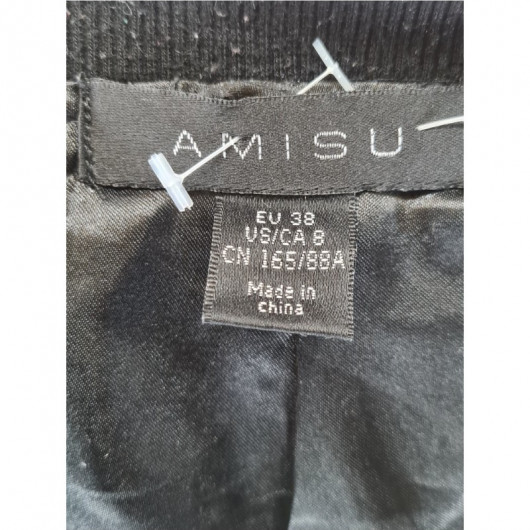 AMISU
EU 38
US/CA 8
CN 165/88A
Made in
china